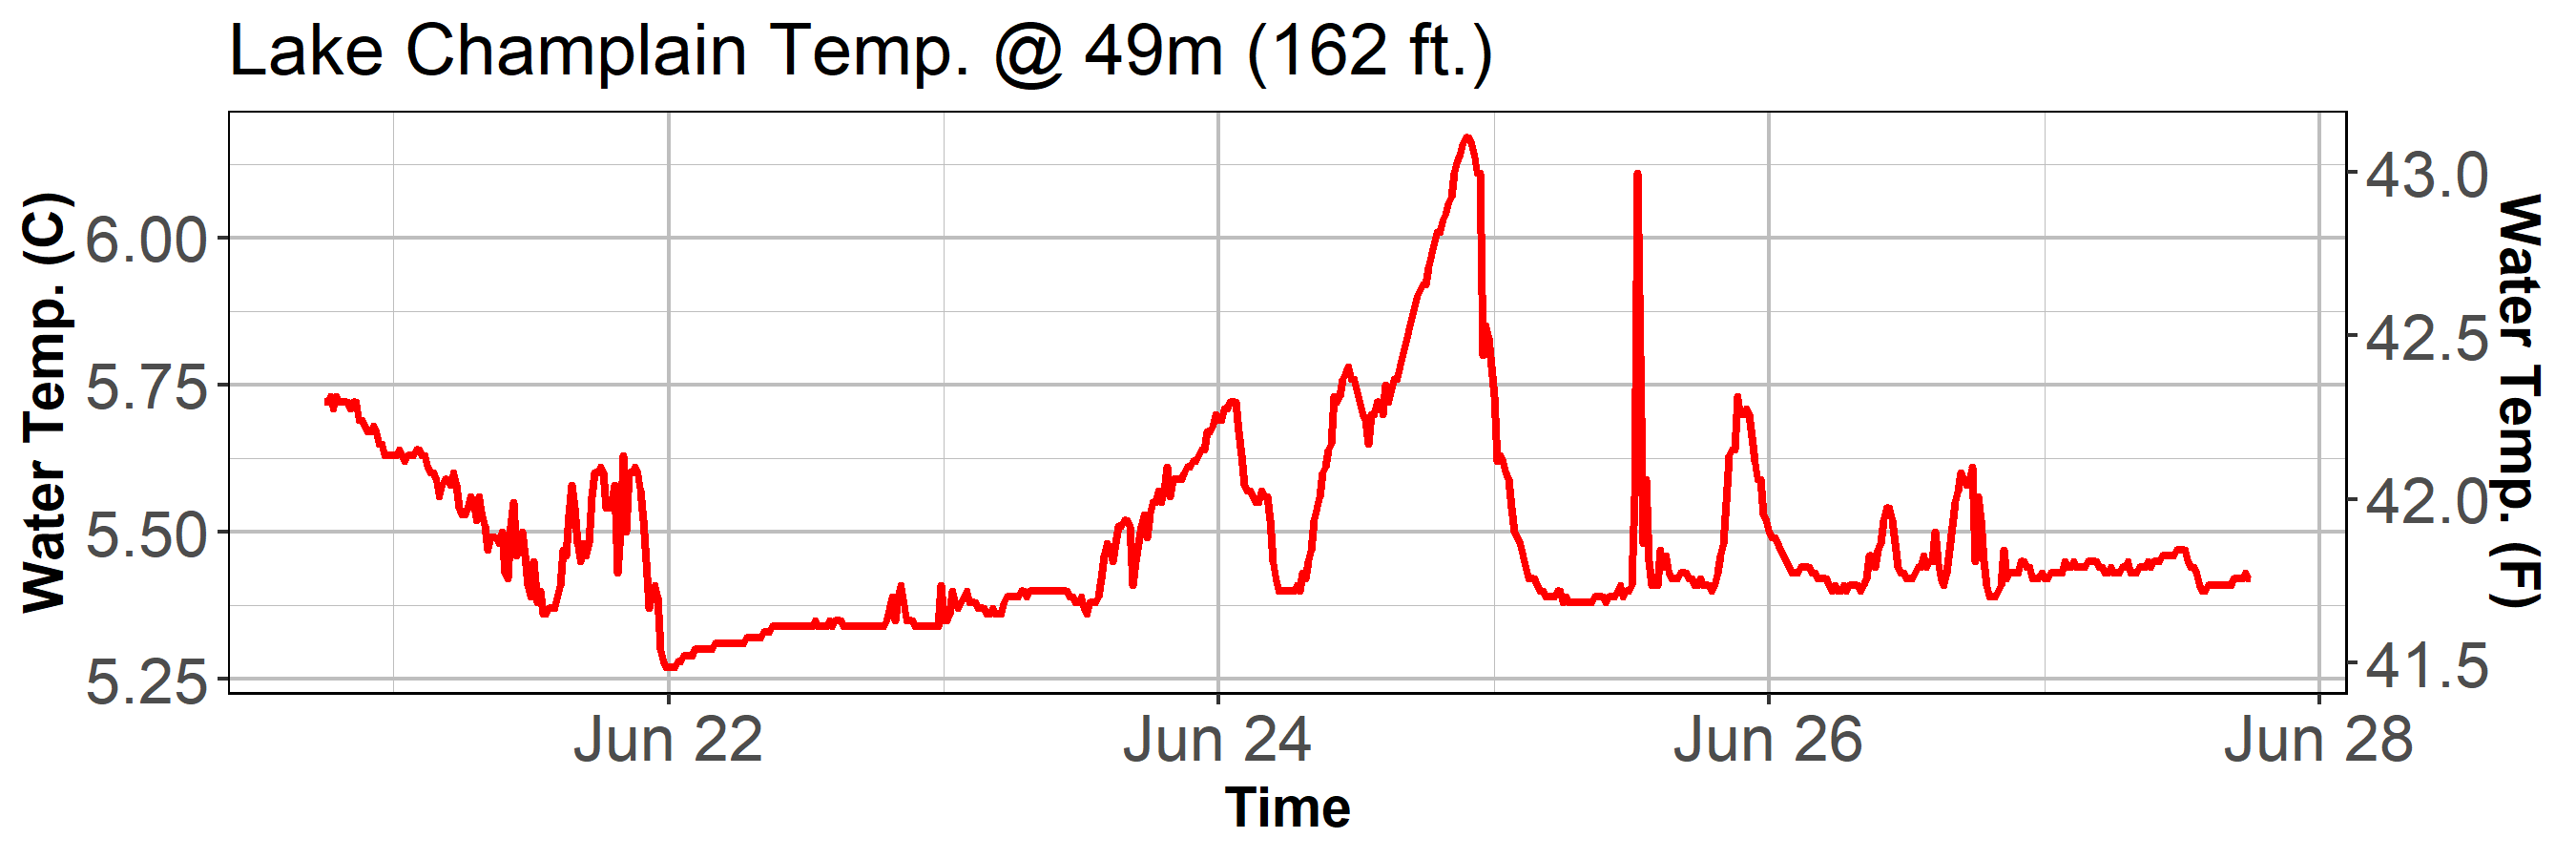 Lake Champlain Temp. @ 49m (162 ft.)
Water Temp. (C)
6.00
5.75
5.50
5.25
43.0
42.5
42.0
41.5
Water Temp. (F)
Jun 22 Jun 24 Jun 26 Jun 28
Time